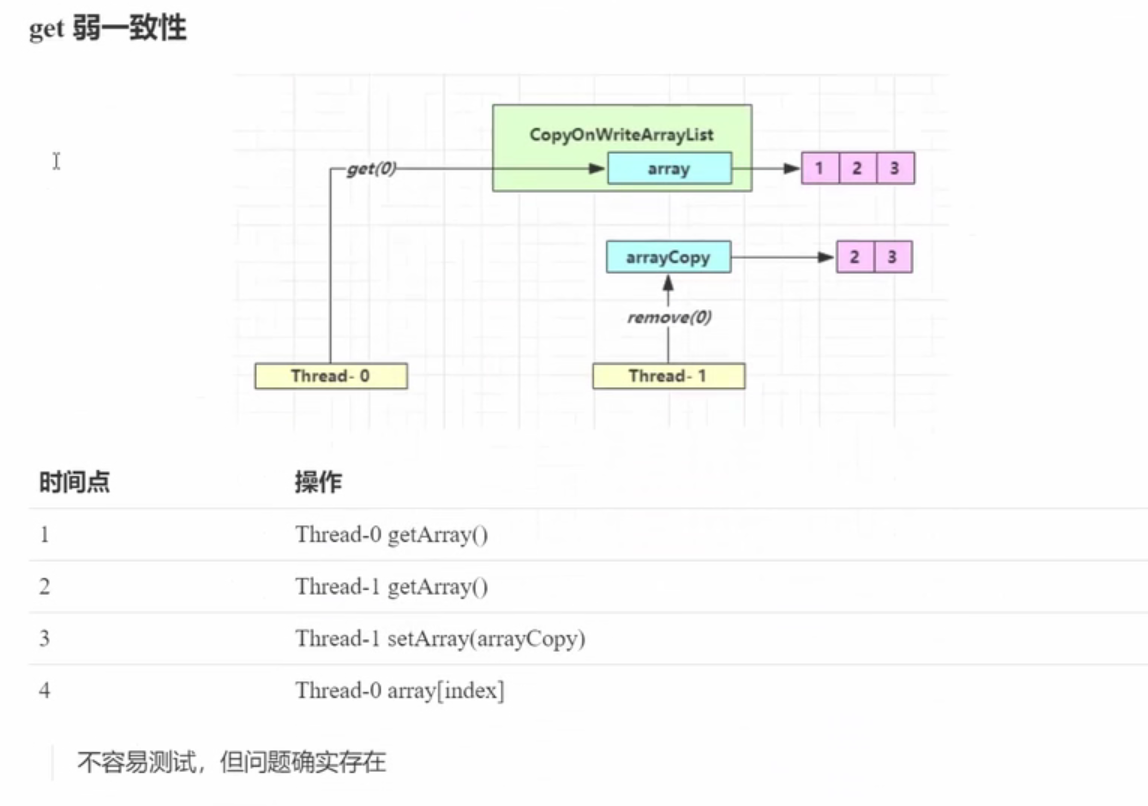 get 弱一致性
CopyOnWriteArrayList
get(0)
array
1 2 3
arrayCopy
2 3
remove(0)
Thread- 0
Thread- 1
时间点 操作
1 Thread-0 getArray()
2 Thread-1 getArray()
3 Thread-1 setArray(arrayCopy)
4 Thread-0 array[index]
不容易测试，但问题确实存在